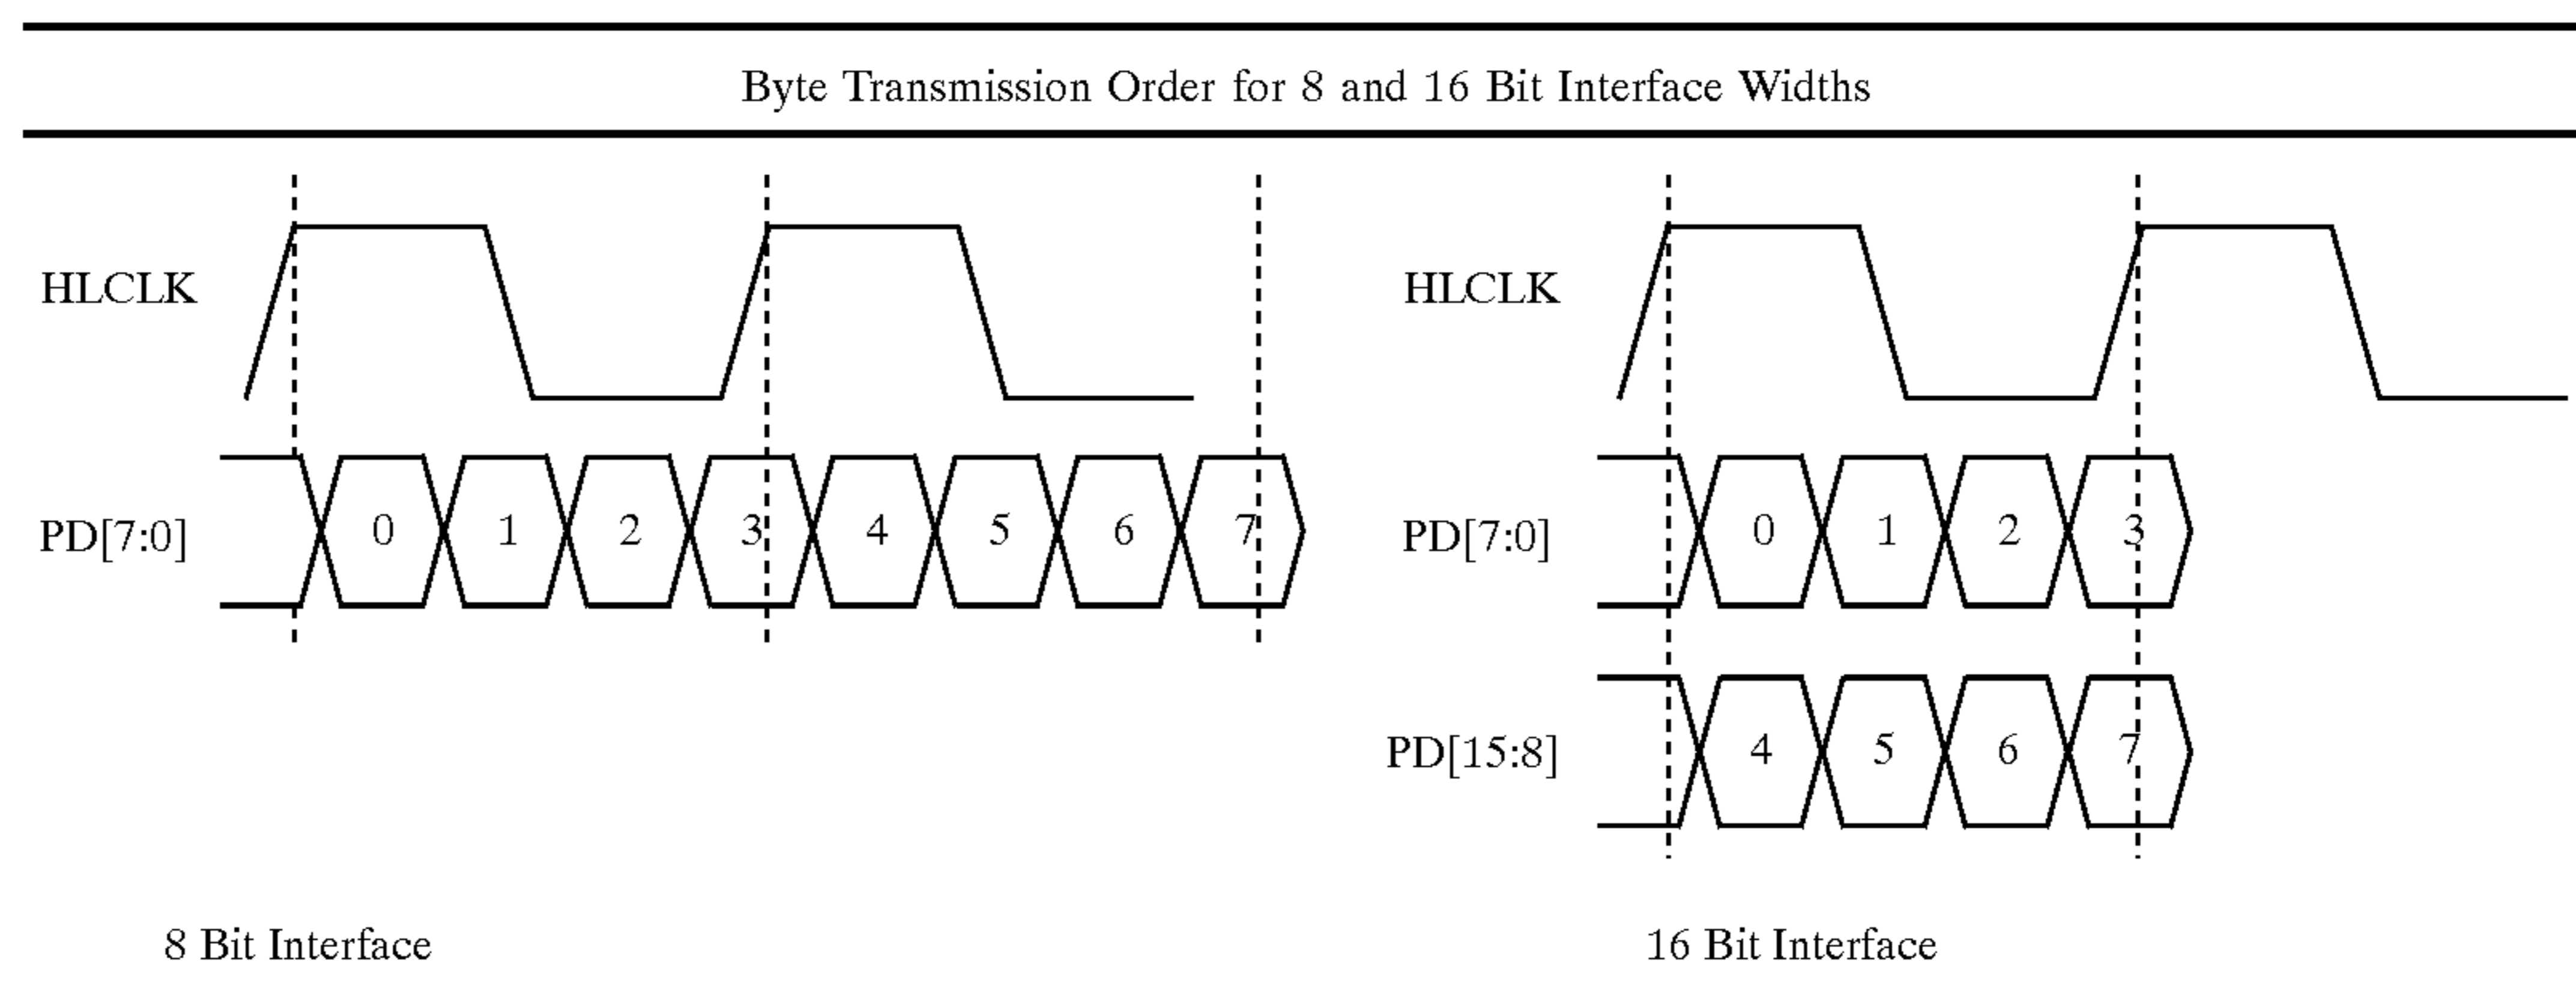 Byte Transmission Order for 8 and 16 Bit Interface Widths
HLCLK
PD[7:0]
0 1 2 3 4 5 6 7
8 Bit Interface
HLCLK
PD[7:0]
0 1 2 3
PD[15:8]
4 5 6 7
16 Bit Interface